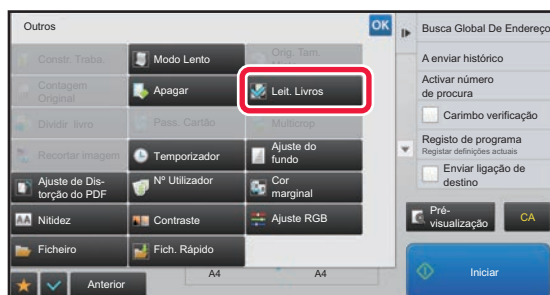 Outros
OK
Constr. Traba.
Modo Lento
Orig. Tam.
Contagem
Original
Apagar
Leit. Livros
Dividir livro
Pass. Cartão
Multicrop
Recortar imagem
Temporizador
Ajuste do
fundo
Ajuste de Dis-
torção do PDF
Nº Utilizador
Cor
marginal
Nitidez
Contraste
Ajuste RGB
Ficheiro
Fich. Rápido
Anterior
A4
A4
Busca Global De Endereço
A enviar histórico
Activar número
de procura
Carimbo verificação
Registo de programa
Registar definições actuais
Enviar ligação de
destino
Pré-
visualização
CA
Iniciar